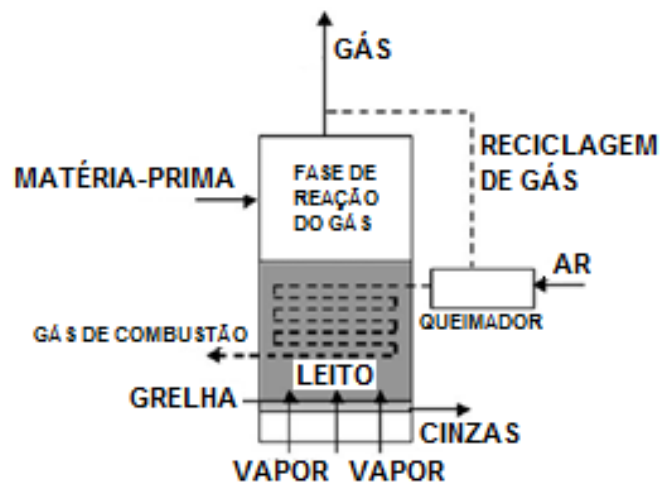 GÁS
RECICLAGEM
DE GÁS
MATÉRIA-PRIMA
FASE DE
REAÇÃO
DO GÁS
AR
QUEIMADOR
GÁS DE COMBUSTÃO
LEITO
GRELHA
CINZAS
VAPOR VAPOR